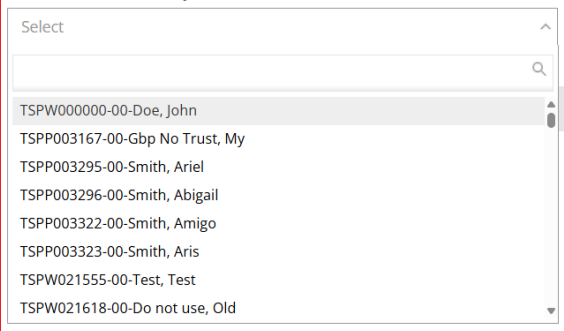 Select
TSPW000000-00-Doe, John
TSPP003167-00-Gbp No Trust, My
TSPP003295-00-Smith, Ariel
TSPP003296-00-Smith, Abigail
TSPP003322-00-Smith, Amigo
TSPP003323-00-Smith, Aris
TSPW021555-00-Test, Test
TSPW021618-00-Do not use, Old